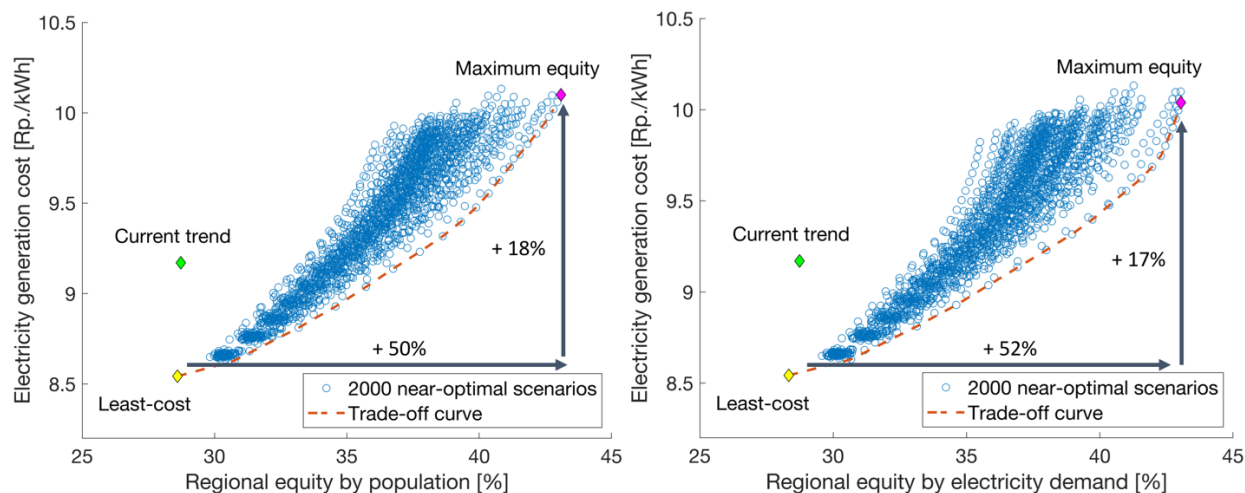 10.5
10
9.5
9
8.5
Electricity generation cost [Rp./kWh]
Maximum equity
Current trend
+ 18%
+ 50%
Least-cost
2000 near-optimal scenarios
Trade-off curve
25
30
35
40
45
Regional equity by population [%]
10.5
10
9.5
9
8.5
Electricity generation cost [Rp./kWh]
Maximum equity
Current trend
+ 17%
+ 52%
Least-cost
2000 near-optimal scenarios
Trade-off curve
25
30
35
40
45
Regional equity by electricity demand [%]